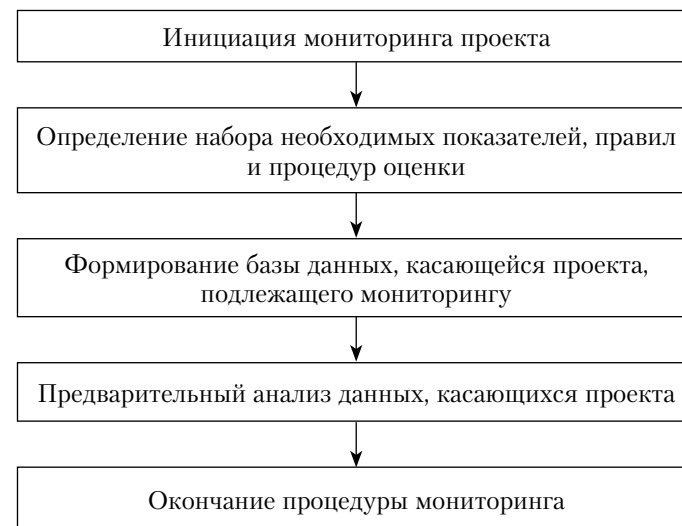 Инициация мониторинга проекта
Определение набора необходимых показателей, правил
и процедур оценки
Формирование базы данных, касающейся проекта,
подлежащего мониторингу
Предварительный анализ данных, касающихся проекта
Окончание процедуры мониторинга